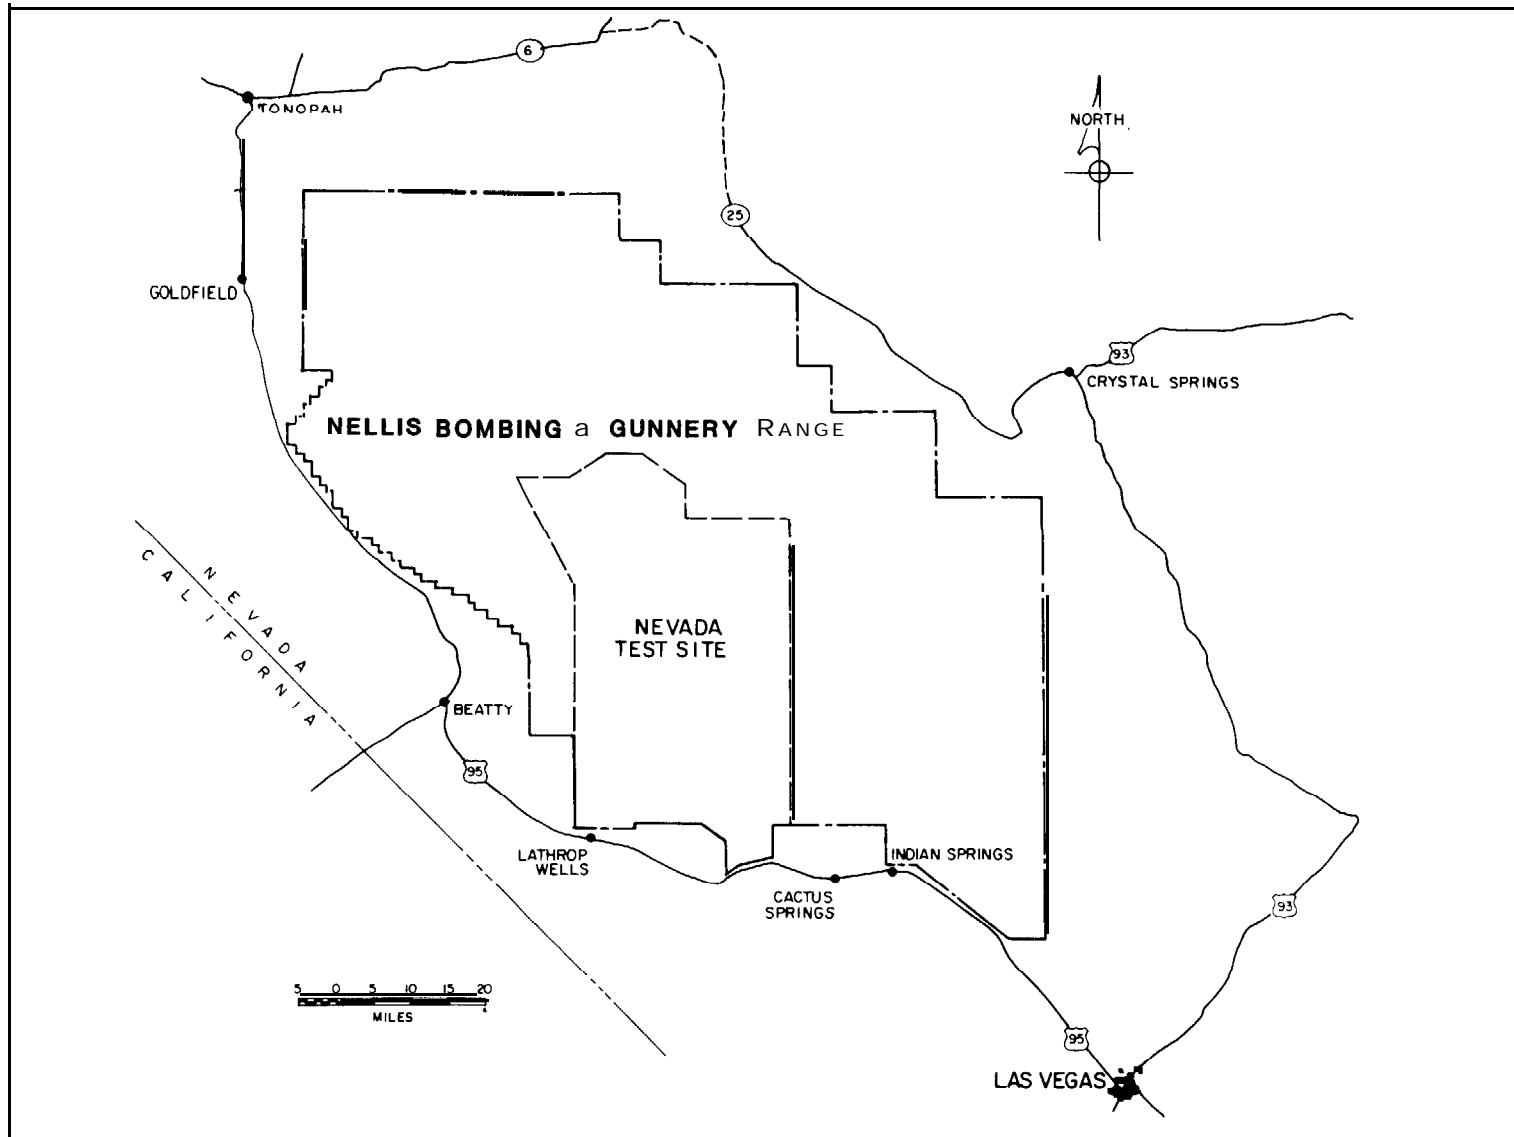 6
TONOPAH
NORTH
25
GOLDFIELD
93
CRYSTAL SPRINGS
NELLIS BOMBING a GUNNERY RANGE
NEVADA
CALIFORNIA
NEVADA
TEST SITE
BEATTY
95
LATHROP
WELLS
INDIAN SPRINGS
CACTUS
SPRINGS
93
5 0 5 10 15 20
MILES
95
LAS VEGAS